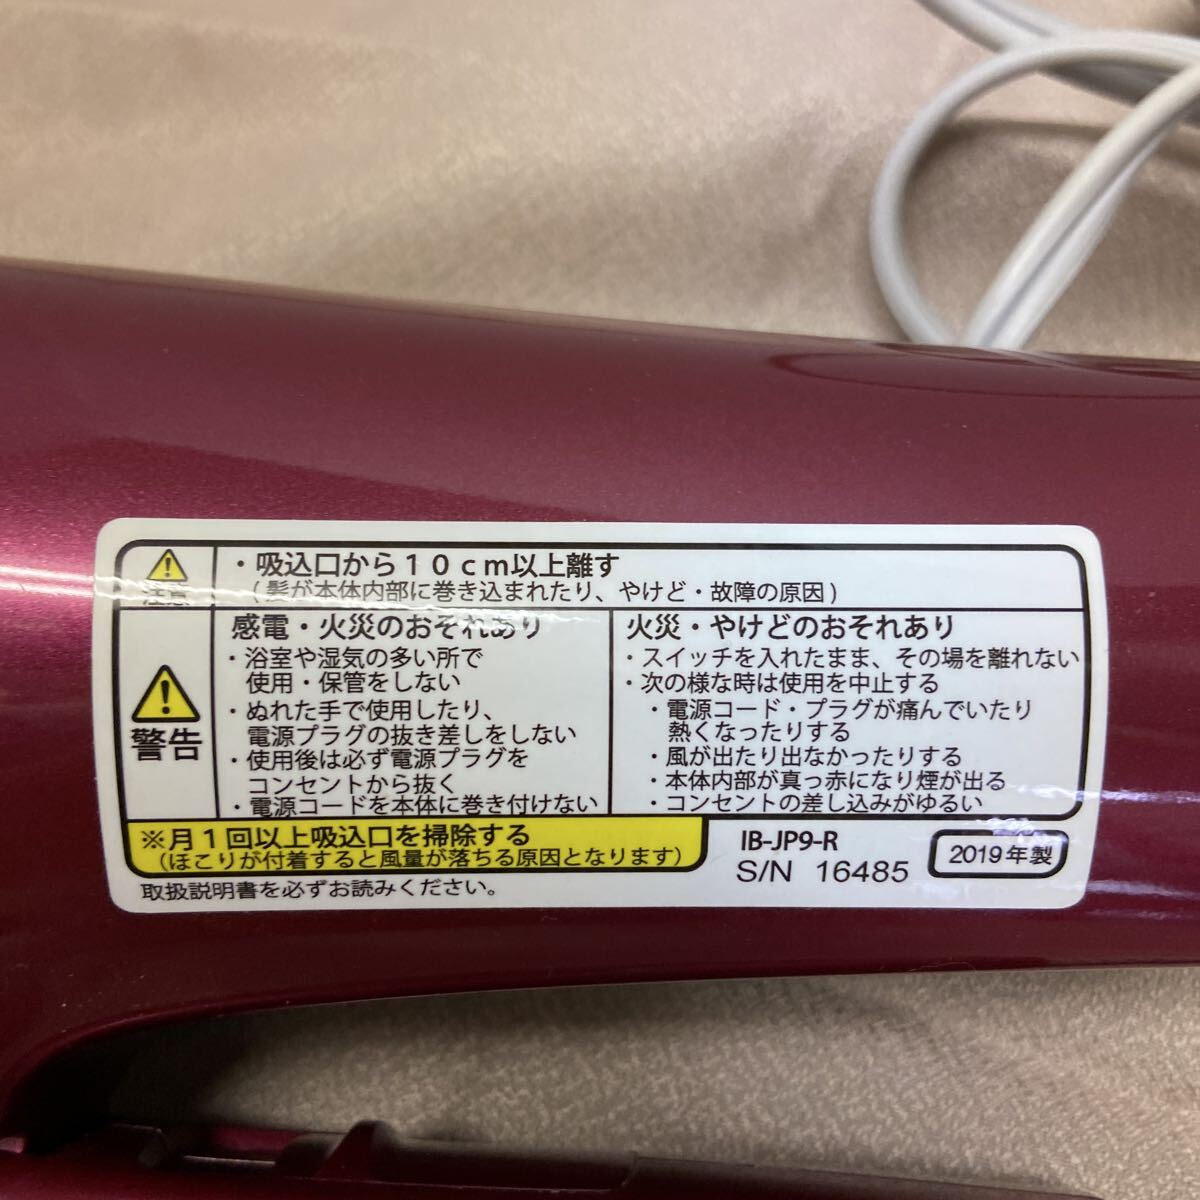 注意
・吸込口から１０ｃｍ以上離す
(髪が本体内部に巻き込まれたり、やけど・故障の原因)
警告
感電・火災のおそれあり
・浴室や湿気の多い所で
使用・保管をしない
・ぬれた手で使用したり、
電源プラグの抜き差しをしない
・使用後は必ず電源プラグを
コンセントから抜く
・電源コードを本体に巻き付けない
火災・やけどのおそれあり
・スイッチを入れたまま、その場を離れない
・次の様な時は使用を中止する
・電源コード・プラグが痛んでいたり
熱くなったりする
・風が出たり出なかったりする
・本体内部が真っ赤になり煙が出る
・コンセントの差し込みがゆるい
※月１回以上吸込口を掃除する
(ほこりが付着すると風量が落ちる原因となります)
取扱説明書を必ずお読みください。
IB-JP9-R
S/N 16485
2019年製